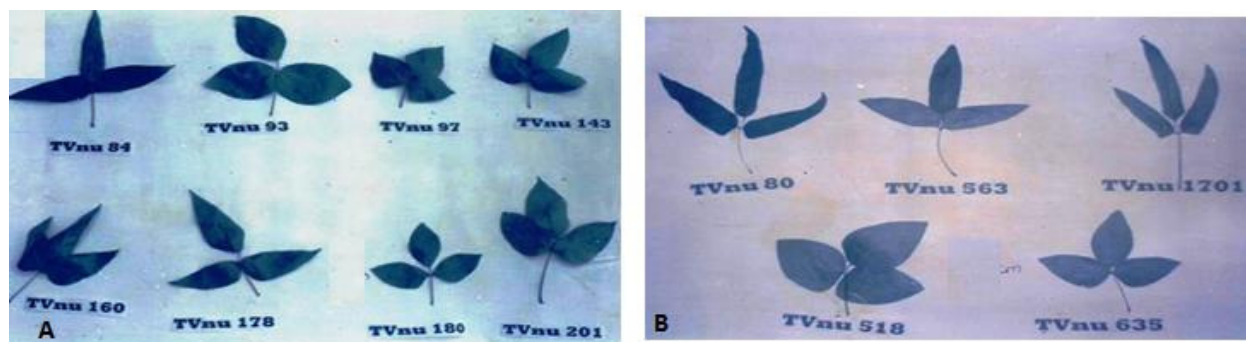 TVnu 84
TVnu 93
TVnu 97
TVnu 143
TVnu 160
TVnu 178
TVnu 180
TVnu 201
A
TVnu 80
TVnu 563
TVnu 1701
TVnu 518
TVnu 635
B